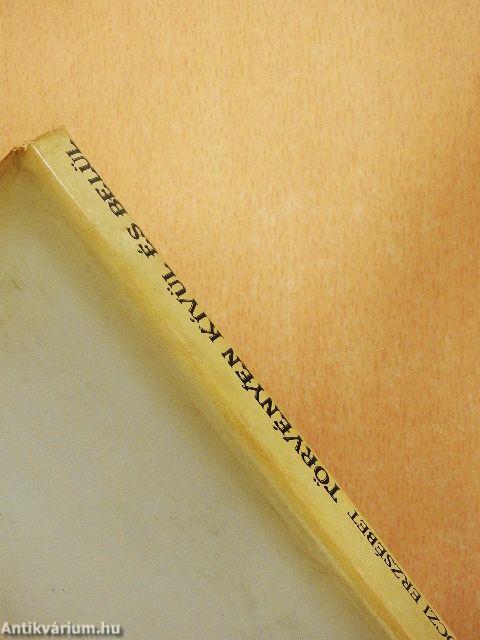 ERZSÉBET TÖRVÉNYEN KÍVÜL ÉS BELÜL
Antikvárium.hu